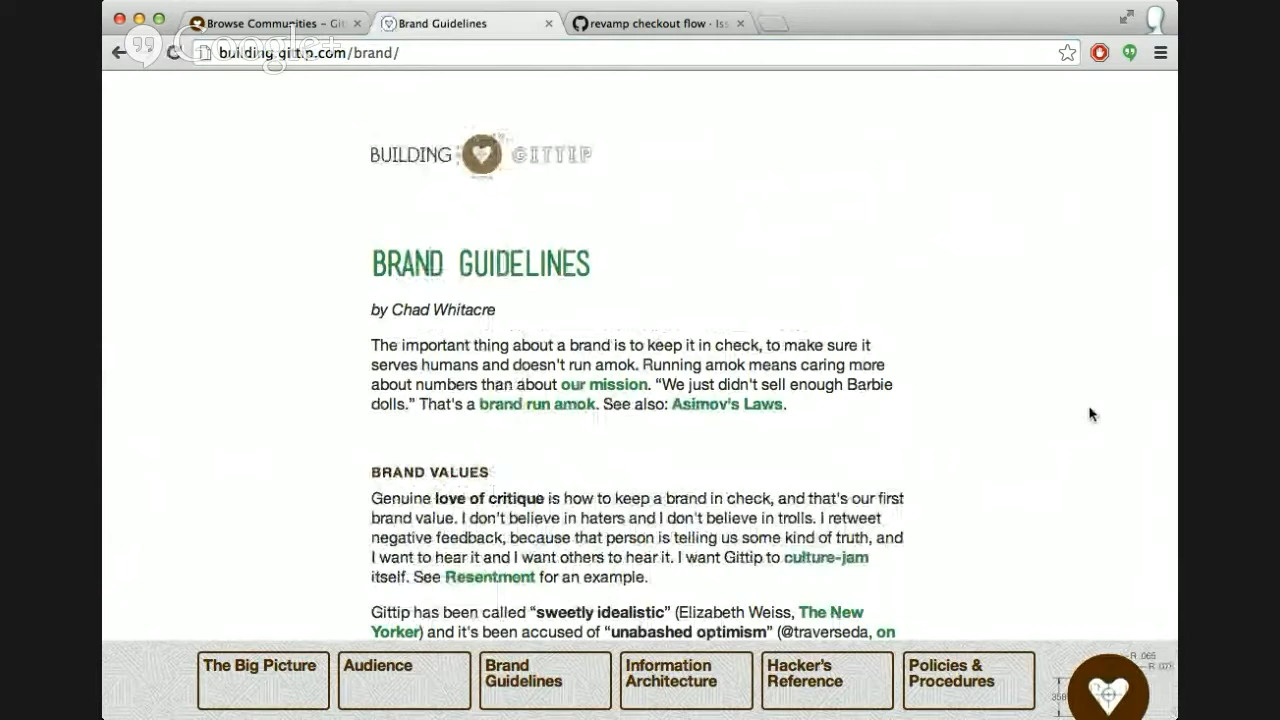 Browse Communities – Git
Brand Guidelines
revamp checkout flow · Iss
Google+
building.gittip.com/brand/
BUILDING GITTIP
BRAND GUIDELINES
by Chad Whitacre
The important thing about a brand is to keep it in check, to make sure it
serves humans and doesn't run amok. Running amok means caring more
about numbers than about our mission. “We just didn't sell enough Barbie
dolls.” That's a brand run amok. See also: Asimov's Laws.
BRAND VALUES
Genuine love of critique is how to keep a brand in check, and that's our first
brand value. I don't believe in haters and I don't believe in trolls. I retweet
negative feedback, because that person is telling us some kind of truth, and
I want to hear it and I want others to hear it. I want Gittip to culture-jam
itself. See Resentment for an example.
Gittip has been called “sweetly idealistic” (Elizabeth Weiss, The New
Yorker) and it's been accused of “unabashed optimism” (@traverseda, on
The Big Picture
Audience
Brand
Guidelines
Information
Architecture
Hacker's
Reference
Policies &
Procedures
R .065